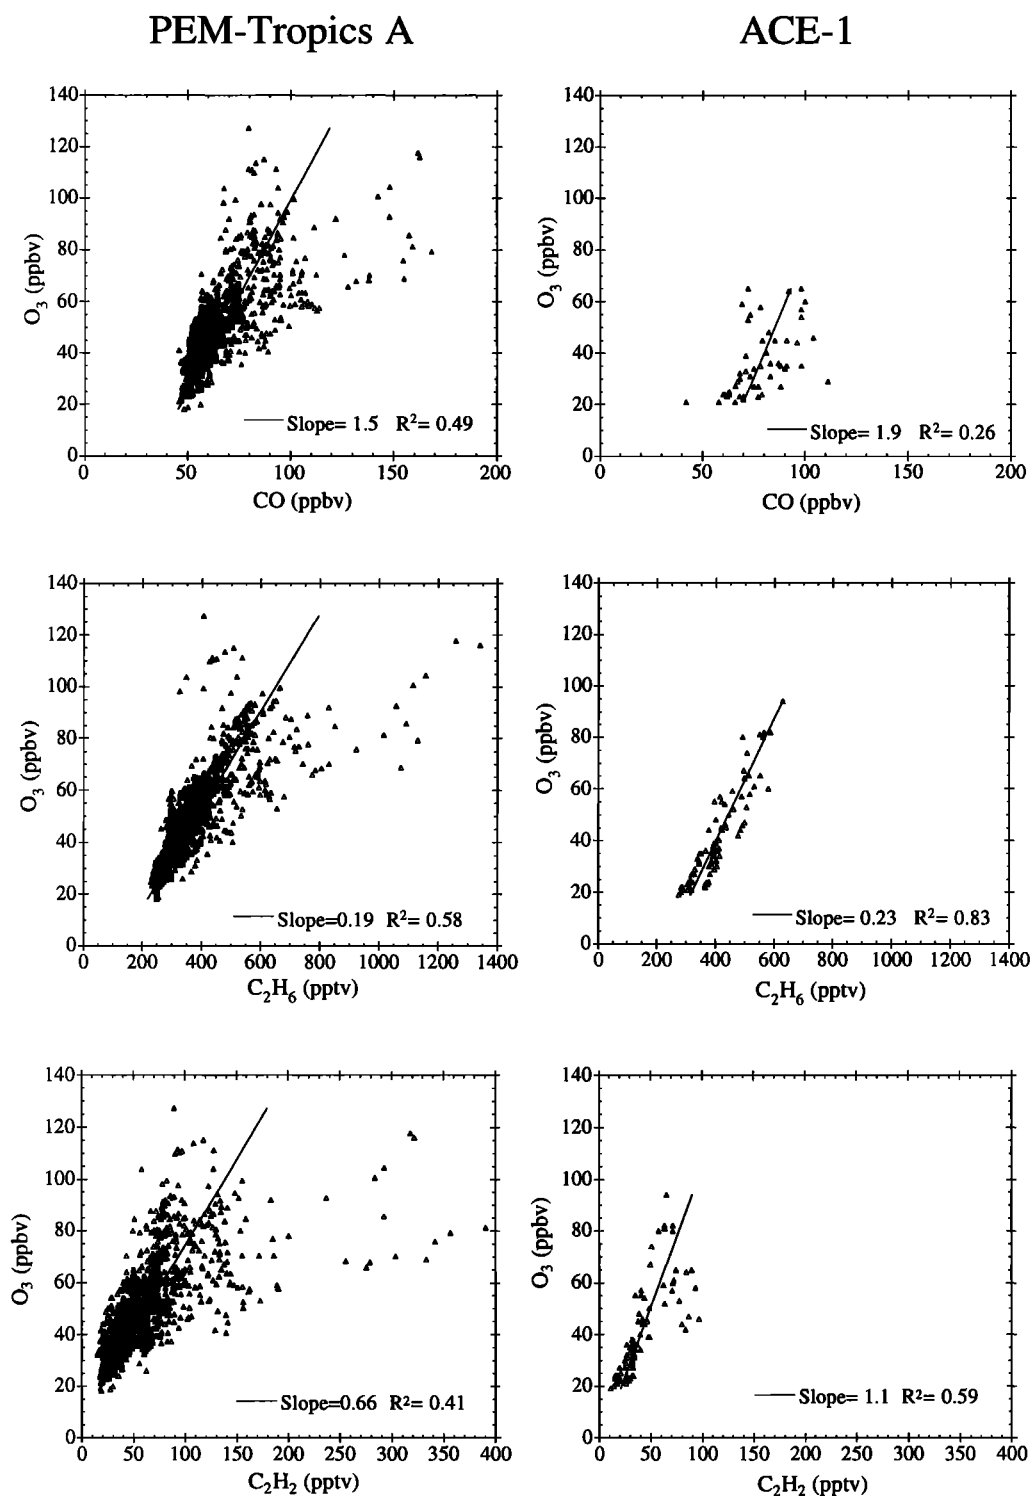 PEM-Tropics A
ACE-1
140
120
100
80
60
40
20
0
O3 (ppbv)
Slope= 1.5 R2= 0.49
0 50 100 150 200
CO (ppbv)
140
120
100
80
60
40
20
0
O3 (ppbv)
Slope= 1.9 R2= 0.26
0 50 100 150 200
CO (ppbv)
140
120
100
80
60
40
20
0
O3 (ppbv)
Slope=0.19 R2= 0.58
0 200 400 600 800 1000 1200 1400
C2H6 (pptv)
140
120
100
80
60
40
20
0
O3 (ppbv)
Slope= 0.23 R2= 0.83
0 200 400 600 800 1000 1200 1400
C2H6 (pptv)
140
120
100
80
60
40
20
0
O3 (ppbv)
Slope=0.66 R2= 0.41
0 50 100 150 200 250 300 350 400
C2H2 (pptv)
140
120
100
80
60
40
20
0
O3 (ppbv)
Slope= 1.1 R2= 0.59
0 50 100 150 200 250 300 350 400
C2H2 (pptv)